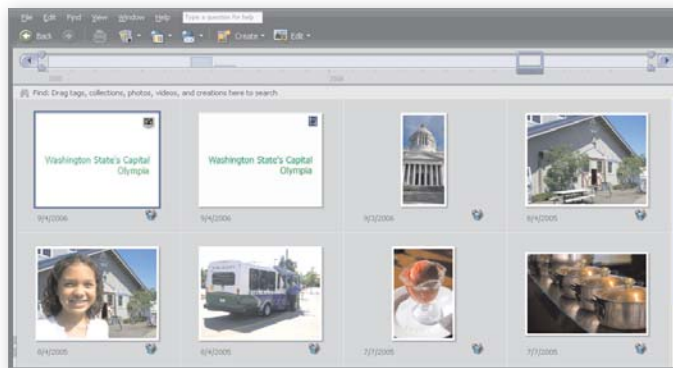 File Edit Find View Window Help Type a question for help
Back Create Edit
Find: Drag tags, collections, photos, videos, and creations here to search
Washington State's Capital
Olympia
Washington State's Capital
Olympia
9/4/2006 9/4/2006 9/3/2006 8/4/2005
8/4/2005 8/4/2005 7/7/2005 7/7/2005